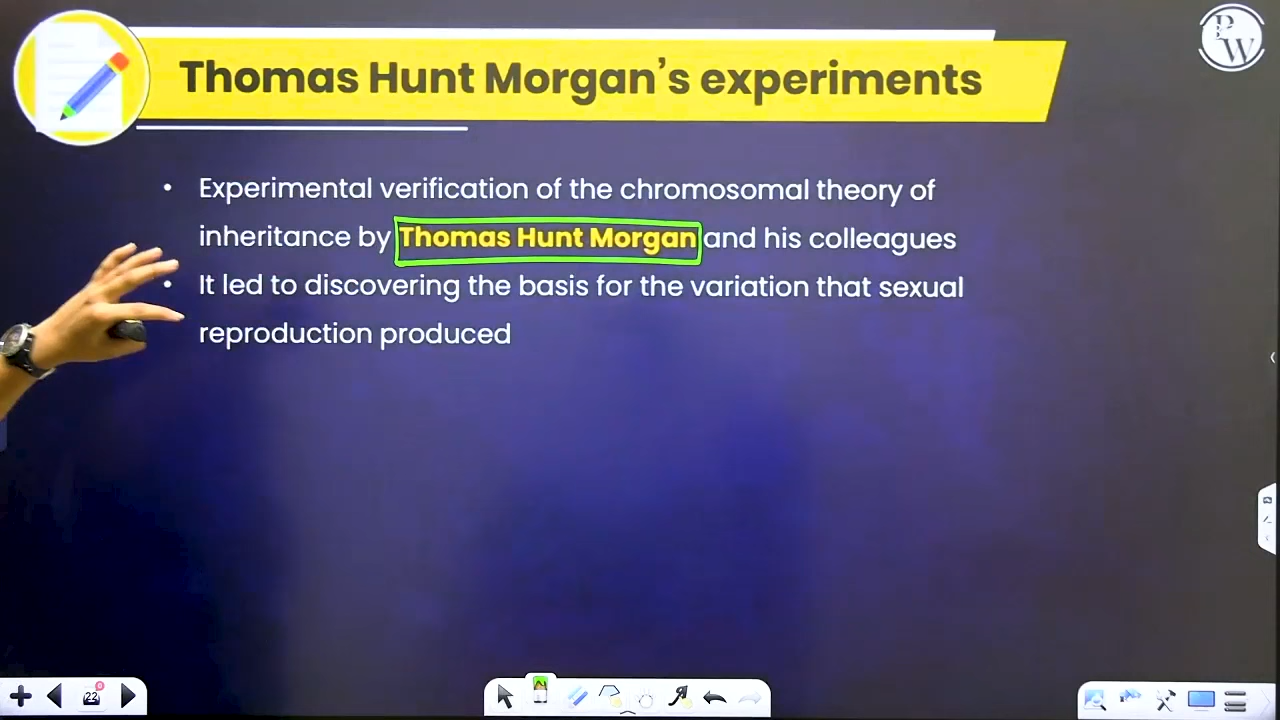 Thomas Hunt Morgan's experiments
PW
• Experimental verification of the chromosomal theory of
inheritance by Thomas Hunt Morgan and his colleagues
• It led to discovering the basis for the variation that sexual
reproduction produced
22